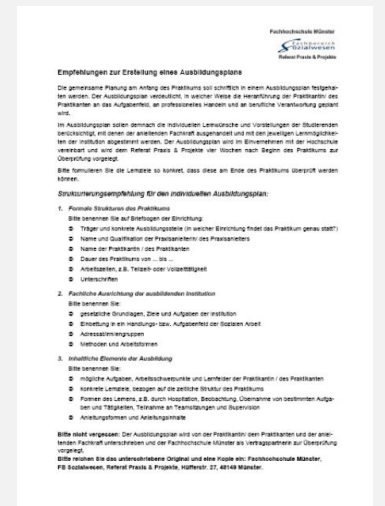 Fachhochschule Münster
Fachbereich
Sozialwesen
Referat Praxis & Projekte
Empfehlungen zur Erstellung eines Ausbildungsplans
Die gemeinsame Planung am Anfang des Praktikums soll schriftlich in einem Ausbildungsplan festgehal-
ten werden. Der Ausbildungsplan verdeutlicht, in welcher Weise die Heranführung der Praktikantin/ des
Praktikanten an das Aufgabenfeld, an professionelles Handeln und an berufliche Verantwortung geplant
wird.
Im Ausbildungsplan sollen demnach die individuellen Lernwünsche und Vorstellungen der Studierenden
berücksichtigt, mit denen der anleitenden Fachkraft ausgehandelt und mit den jeweiligen Lernmöglichkei-
ten der Institution abgestimmt werden. Der Ausbildungsplan wird im Einvernehmen mit der Hochschule
vereinbart und wird dem Referat Praxis & Projekte vier Wochen nach Beginn des Praktikums zur
Überprüfung vorgelegt.
Bitte formulieren Sie die Lernziele so konkret, dass diese am Ende des Praktikums überprüft werden
können.
Strukturierungsempfehlung für den individuellen Ausbildungsplan:
1. Formale Strukturen des Praktikums
Bitte benennen Sie auf Briefbogen der Einrichtung:
Träger und konkrete Ausbildungsstelle (in welcher Einrichtung findet das Praktikum genau statt?)
Name und Qualifikation der Praxisanleiterin/ des Praxisanleiters
Name der Praktikantin / des Praktikanten
Dauer des Praktikums von ... bis ...
Arbeitszeiten, z.B. Teilzeit- oder Vollzeittätigkeit
Unterschriften
2. Fachliche Ausrichtung der ausbildenden Institution
Bitte benennen Sie:
gesetzliche Grundlagen, Ziele und Aufgaben der Institution
Einbettung in ein Handlungs- bzw. Aufgabenfeld der Sozialen Arbeit
Adressat/innengruppen
Methoden und Arbeitsformen
3. Inhaltliche Elemente der Ausbildung
Bitte benennen Sie:
mögliche Aufgaben, Arbeitsschwerpunkte und Lernfelder der Praktikantin / des Praktikanten
konkrete Lernziele, bezogen auf die zeitliche Struktur des Praktikums
Formen des Lernens, z.B. durch Hospitation, Beobachtung, Übernahme von bestimmten Aufga-
ben und Tätigkeiten, Teilnahme an Teamsitzungen und Supervision
Anleitungsformen und Anleitungsinhalte
Bitte nicht vergessen: Der Ausbildungsplan wird von der Praktikantin/ dem Praktikanten und der anlei-
tenden Fachkraft unterschrieben und der Fachhochschule Münster als Vertragspartnerin zur Überprüfung
vorgelegt.
Bitte reichen Sie das unterschriebene Original und eine Kopie ein: Fachhochschule Münster,
FB Sozialwesen, Referat Praxis & Projekte, Hüfferstr. 27, 48149 Münster.